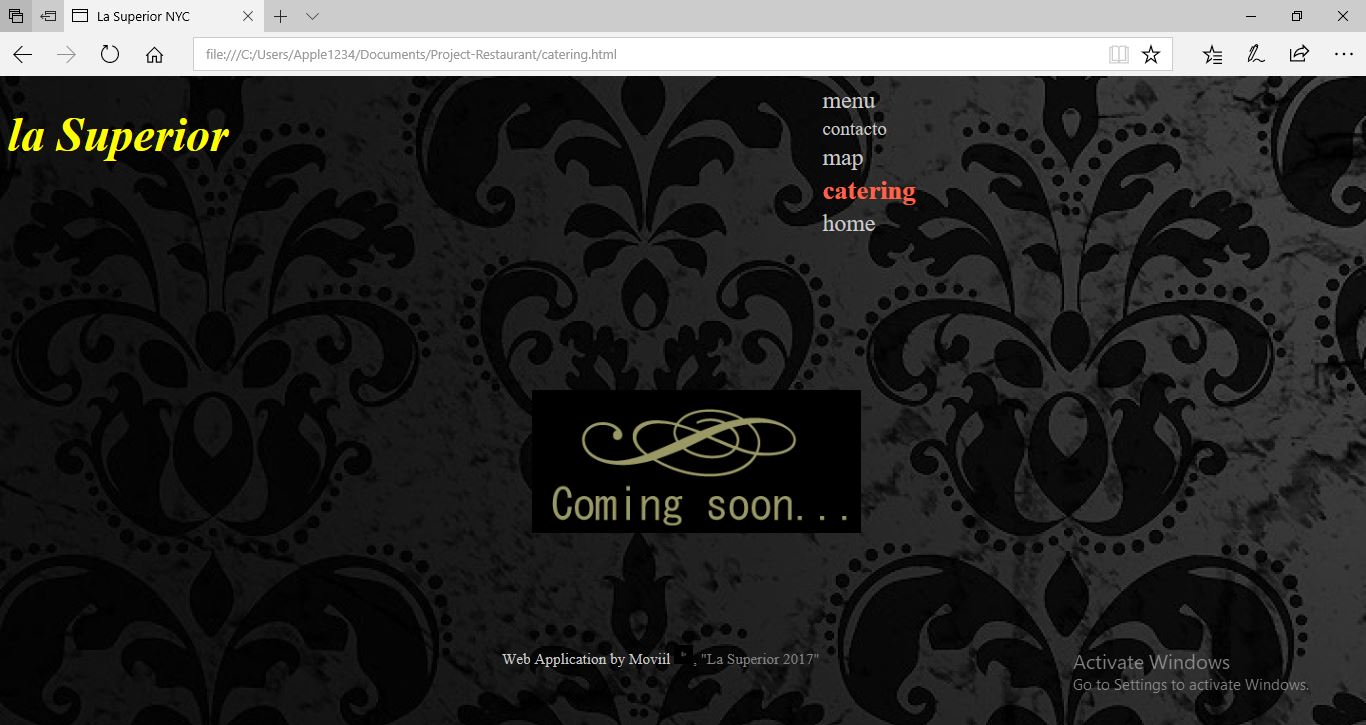 La Superior NYC
file:///C:/Users/Apple1234/Documents/Project-Restaurant/catering.html
la Superior
menu
contacto
map
catering
home
Coming soon...
Web Application by Moviil , "La Superior 2017"
Activate Windows
Go to Settings to activate Windows.